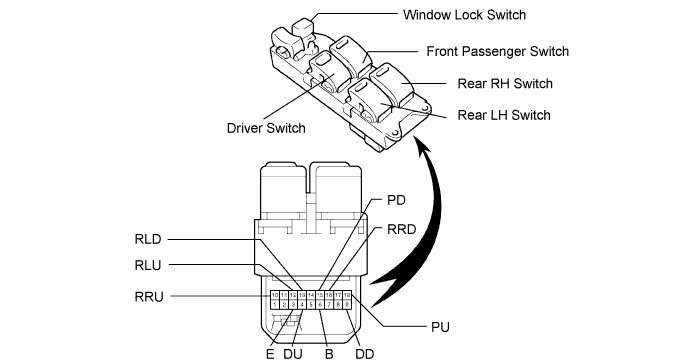 Window Lock Switch
Front Passenger Switch
Rear RH Switch
Rear LH Switch
Driver Switch
PD
RRD
RLD
RLU
RRU
10 11 12 13 14 15 16 17 18
1 2 3 4 5 6 7 8 9
PU
E DU B DD